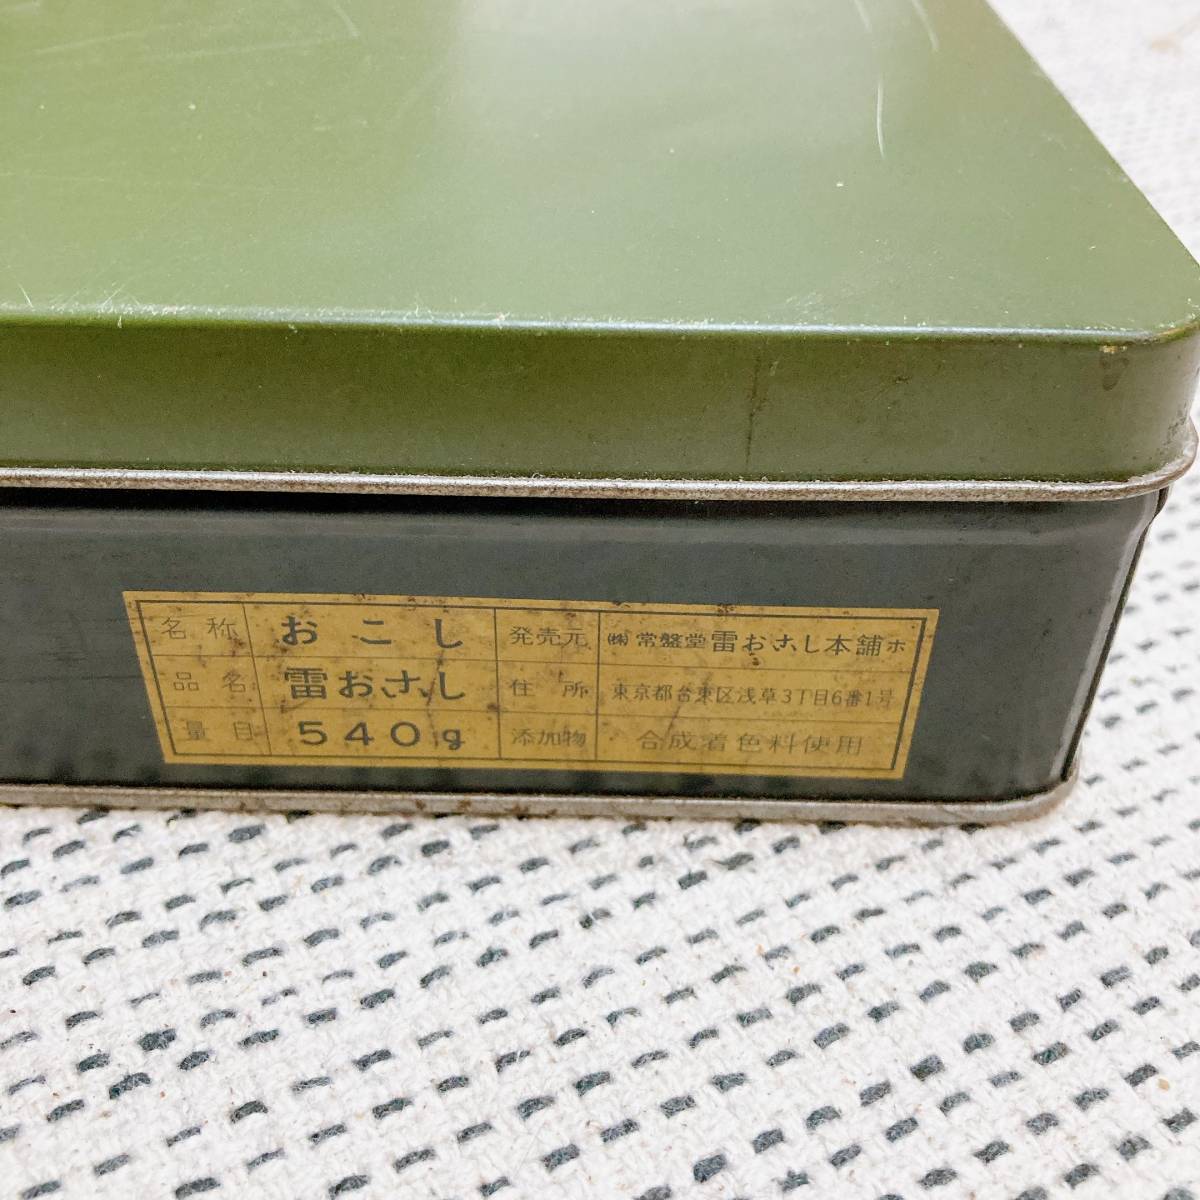 名称 おこし 発売元 ㈱常盤堂雷おこし本舗ホ
品名 雷おこし 住所 東京都台東区浅草3丁目6番1号
量目 540g 添加物 合成着色料使用